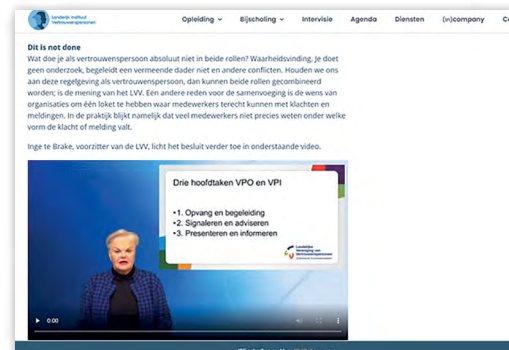 Landelijk Instituut
Vertrouwenspersonen
Opleiding
Bijscholing
Intervisie
Agenda
Diensten
(in)company
Dit is not done
Wat doe je als vertrouwenspersoon absoluut niet in beide rollen? Waarheidsvinding. Je doet
geen onderzoek, begeleidt een vermeende dader niet en andere conflicten. Houden we ons
aan deze regelgeving als vertrouwenspersoon, dan kunnen beide rollen gecombineerd
worden; is de mening van het LVV. Een andere reden voor de samenvoeging is de wens van
organisaties om één loket te hebben waar medewerkers terecht kunnen met klachten en
meldingen. In de praktijk blijkt namelijk dat veel medewerkers niet precies weten onder welke
vorm de klacht of melding valt.
Inge te Brake, voorzitter van de LVV, licht het besluit verder toe in onderstaande video.
Drie hoofdtaken VPO en VPI
•1. Opvang en begeleiding
•2. Signaleren en adviseren
•3. Presenteren en informeren
Landelijke
Vereniging van
Vertrouwenspersonen
0:00